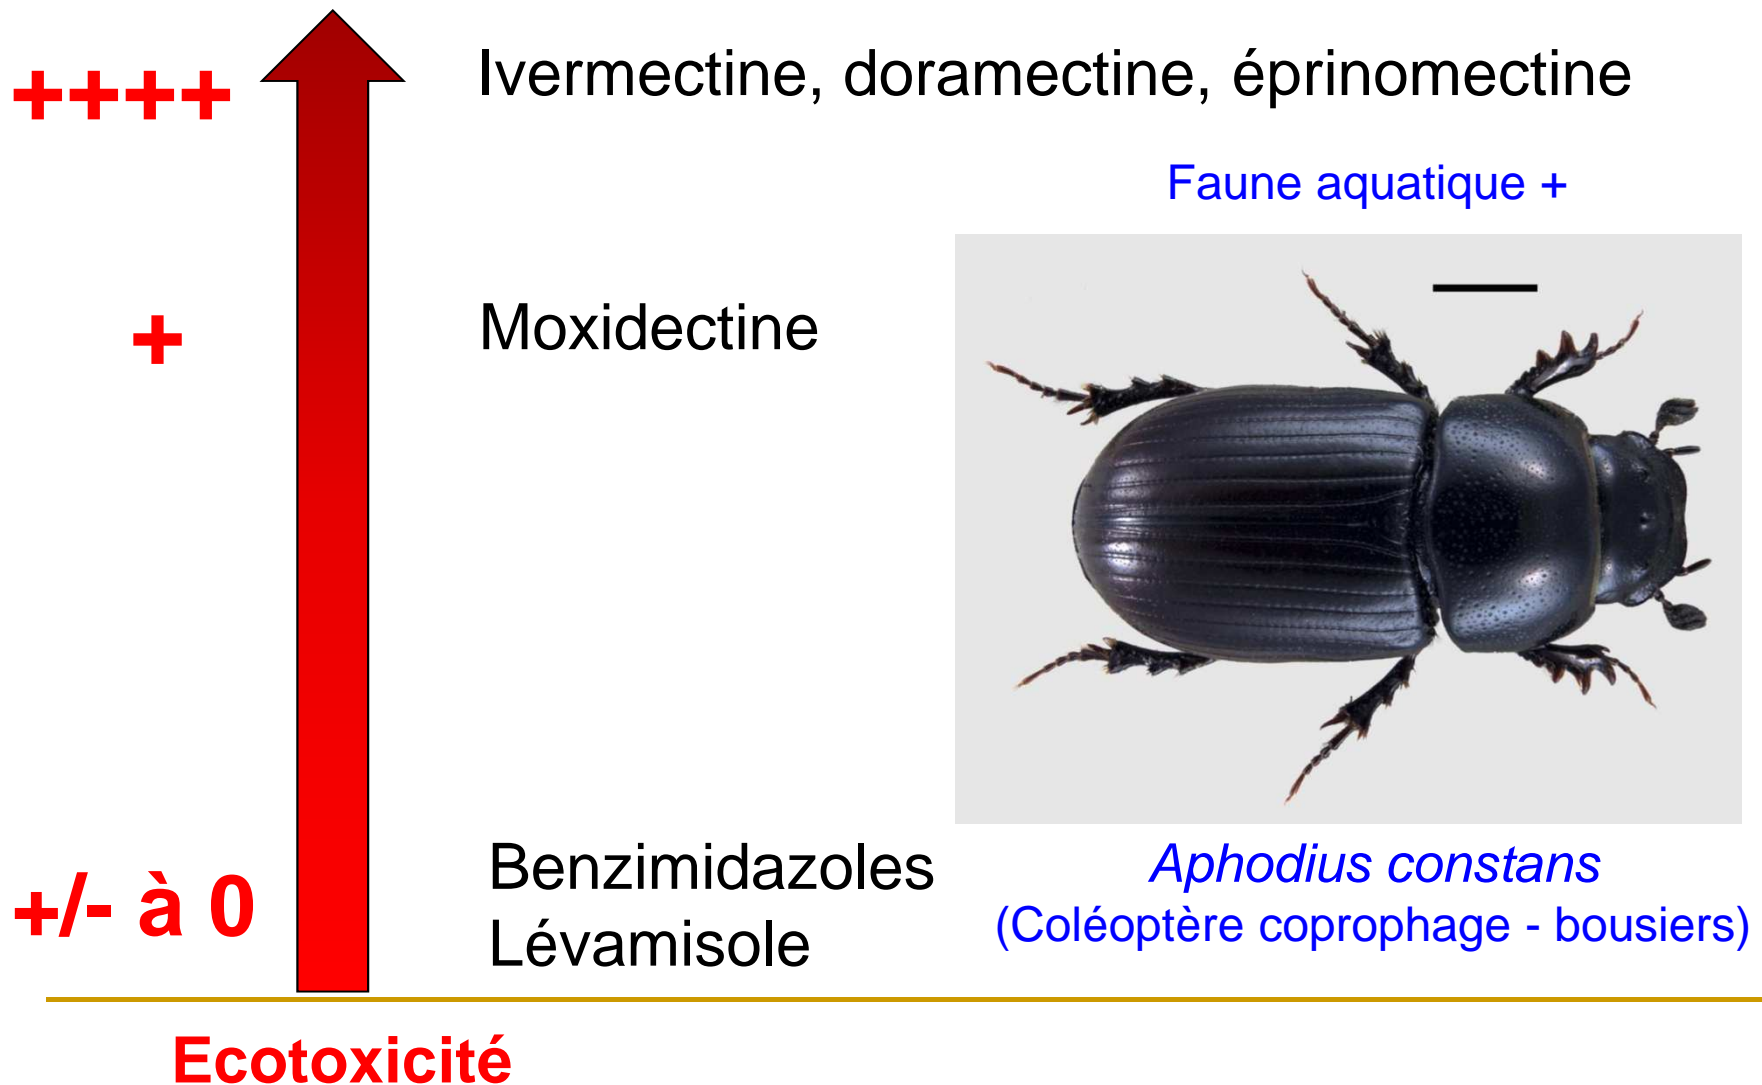 ++++
Ivermectine, doramectine, éprinomectine
Faune aquatique +
+
Moxidectine
+/- à 0
Benzimidazoles
Lévamisole
Aphodius constans
(Coléoptère coprophage - bousiers)
Ecotoxicité